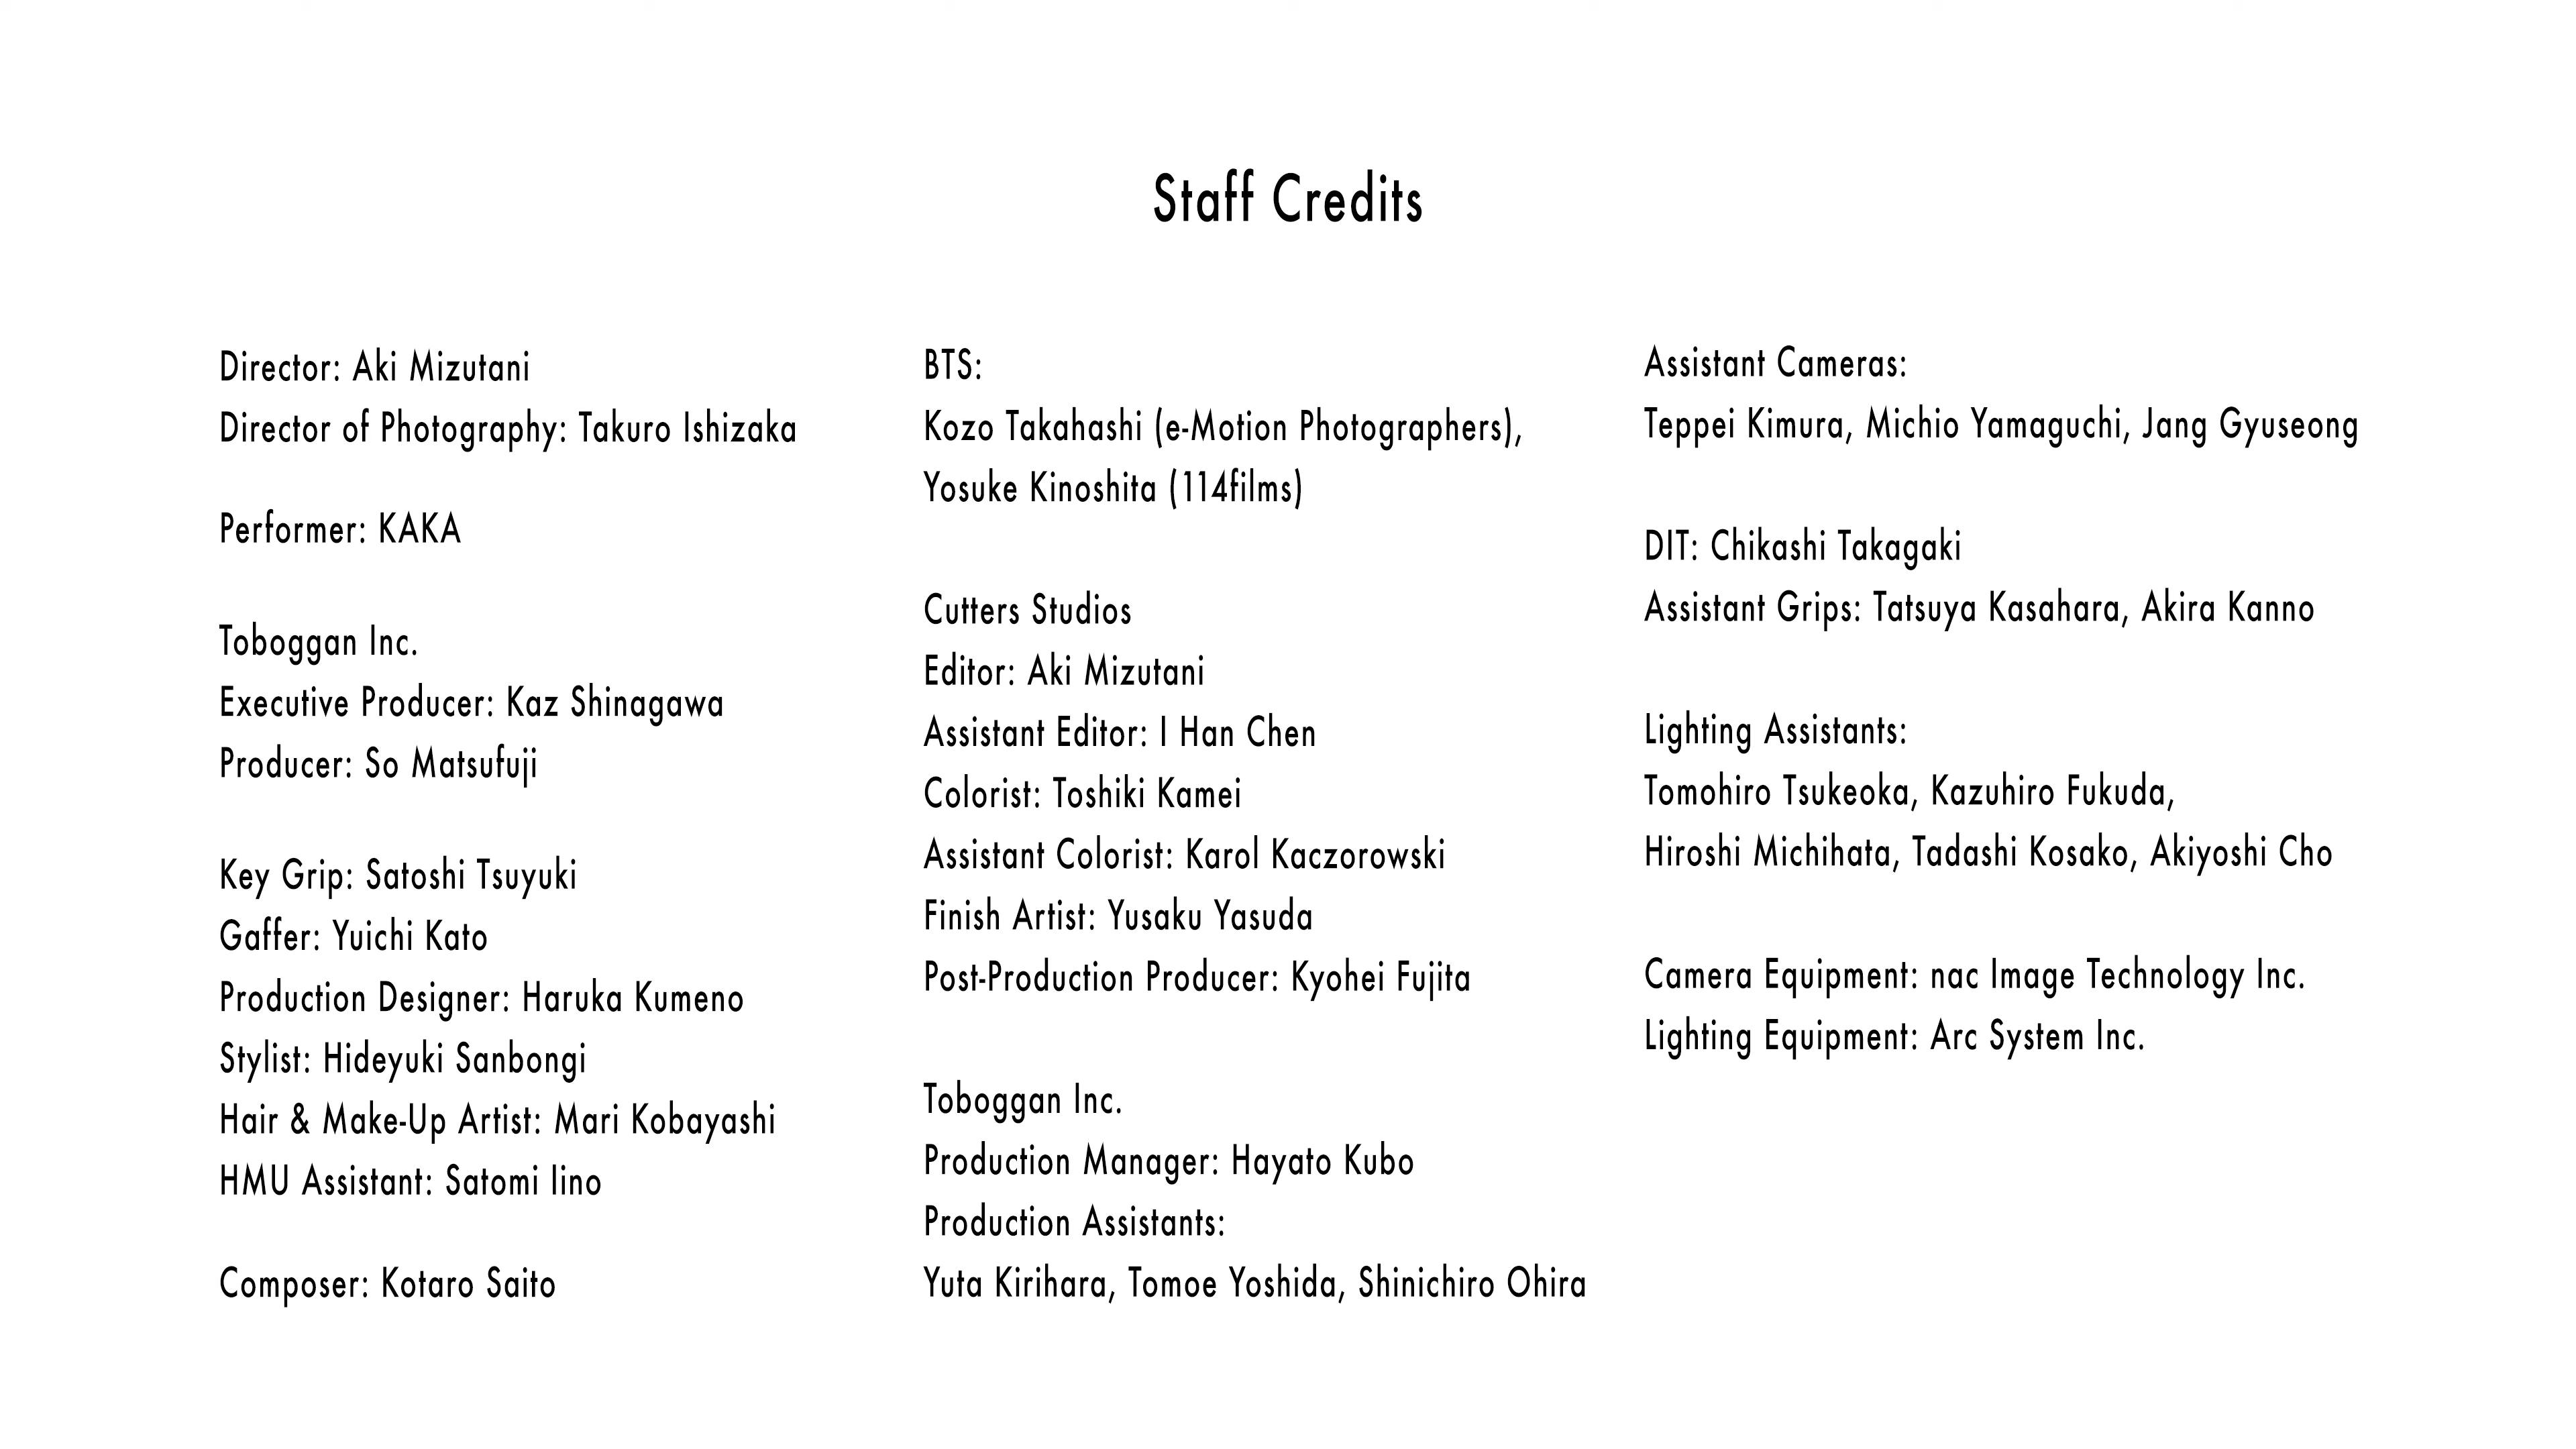 Staff Credits
Director: Aki Mizutani
Director of Photography: Takuro Ishizaka
Performer: KAKA
Toboggan Inc.
Executive Producer: Kaz Shinagawa
Producer: So Matsufuji
Key Grip: Satoshi Tsuyuki
Gaffer: Yuichi Kato
Production Designer: Haruka Kumeno
Stylist: Hideyuki Sanbongi
Hair & Make-Up Artist: Mari Kobayashi
HMU Assistant: Satomi Iino
Composer: Kotaro Saito
BTS:
Kozo Takahashi (e-Motion Photographers),
Yosuke Kinoshita (114films)
Cutters Studios
Editor: Aki Mizutani
Assistant Editor: I Han Chen
Colorist: Toshiki Kamei
Assistant Colorist: Karol Kaczorowski
Finish Artist: Yusaku Yasuda
Post-Production Producer: Kyohei Fujita
Toboggan Inc.
Production Manager: Hayato Kubo
Production Assistants:
Yuta Kirihara, Tomoe Yoshida, Shinichiro Ohira
Assistant Cameras:
Teppei Kimura, Michio Yamaguchi, Jang Gyuseong
DIT: Chikashi Takagaki
Assistant Grips: Tatsuya Kasahara, Akira Kanno
Lighting Assistants:
Tomohiro Tsukeoka, Kazuhiro Fukuda,
Hiroshi Michihata, Tadashi Kosako, Akiyoshi Cho
Camera Equipment: nac Image Technology Inc.
Lighting Equipment: Arc System Inc.